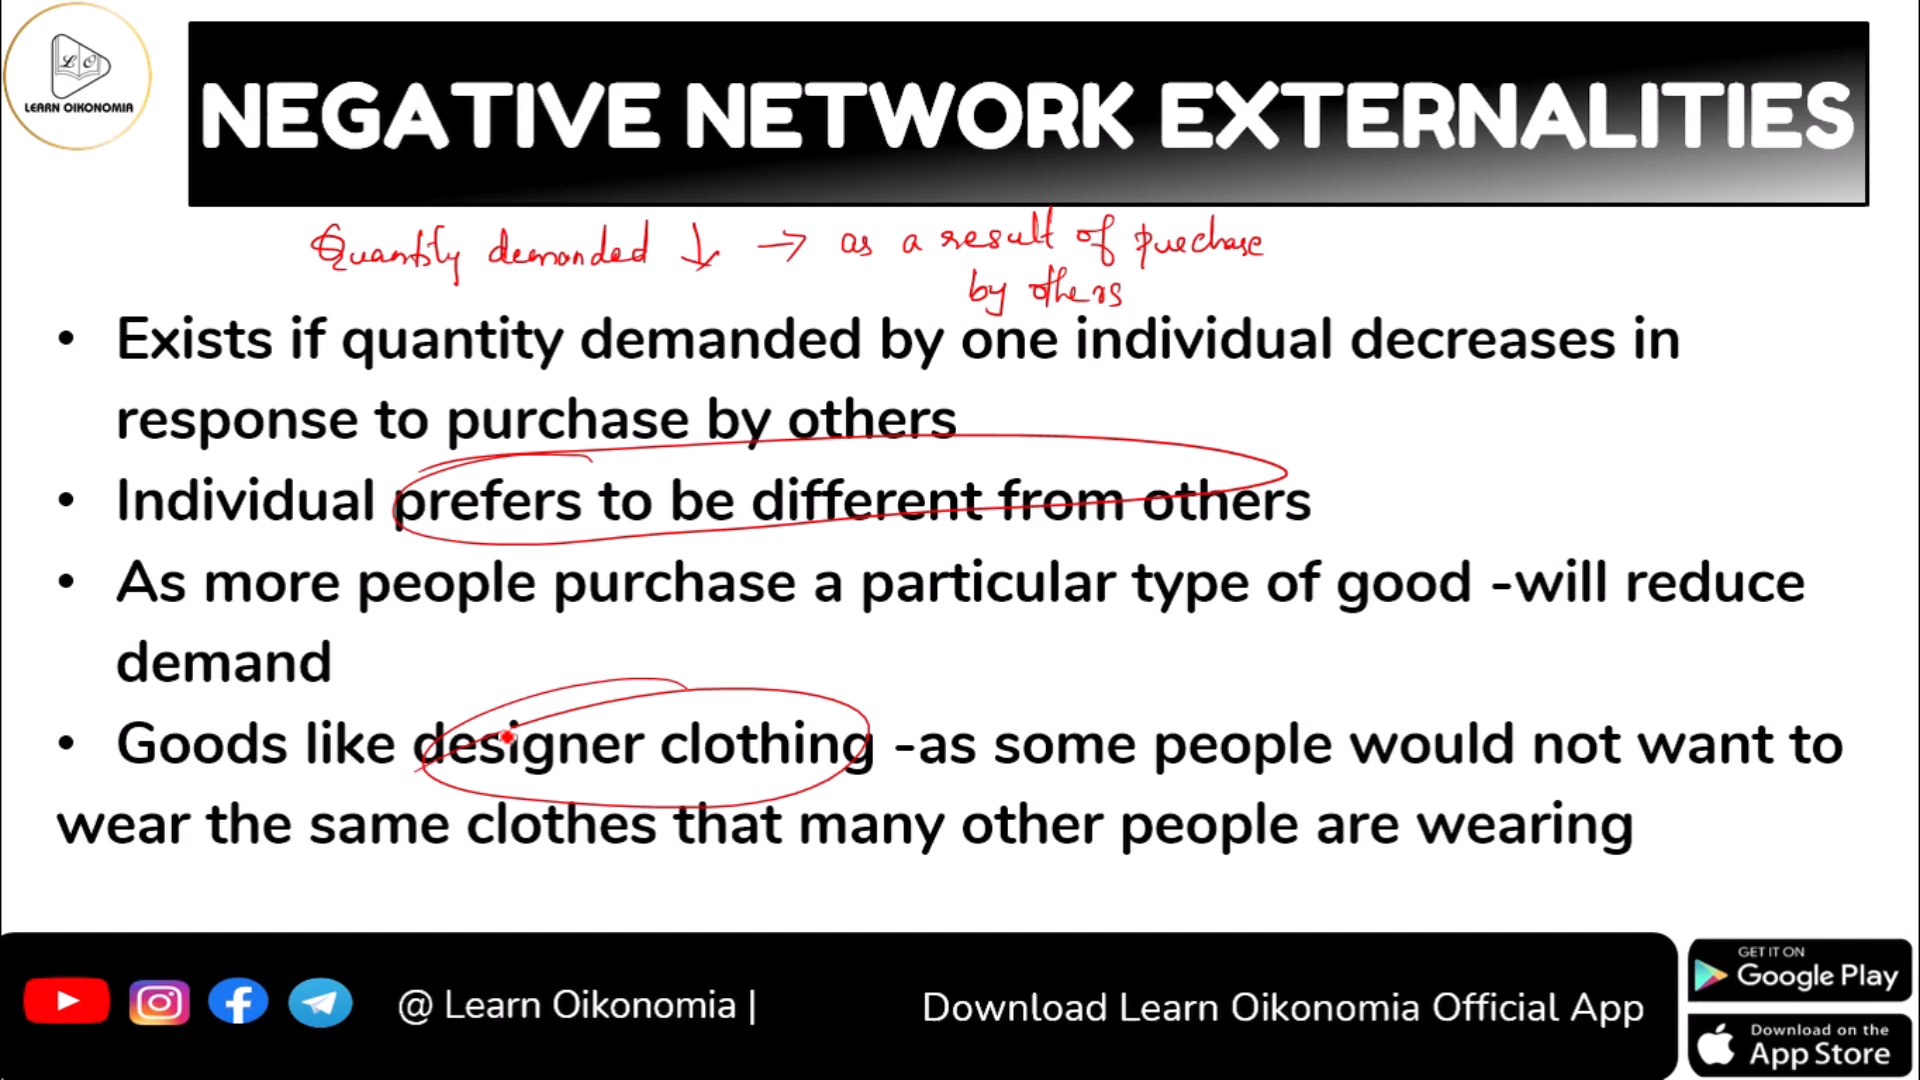 LO
LEARN OIKONOMIA
NEGATIVE NETWORK EXTERNALITIES
Quantity demanded ↓ → as a result of purchase
by others
• Exists if quantity demanded by one individual decreases in
response to purchase by others
• Individual prefers to be different from others
• As more people purchase a particular type of good -will reduce
demand
• Goods like designer clothing -as some people would not want to
wear the same clothes that many other people are wearing
@ Learn Oikonomia |
Download Learn Oikonomia Official App
GET IT ON
Google Play
Download on the
App Store